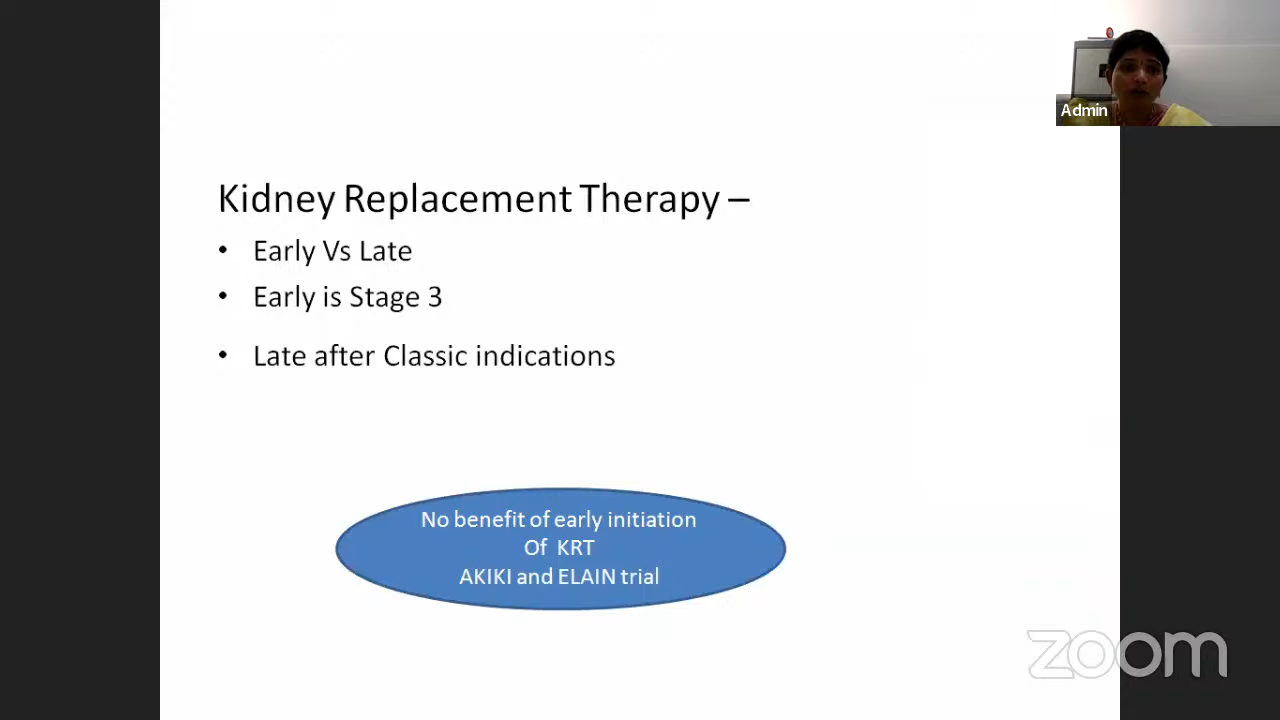 Admin
Kidney Replacement Therapy –
• Early Vs Late
• Early is Stage 3
• Late after Classic indications
No benefit of early initiation
Of KRT
AKIKI and ELAIN trial
zoom